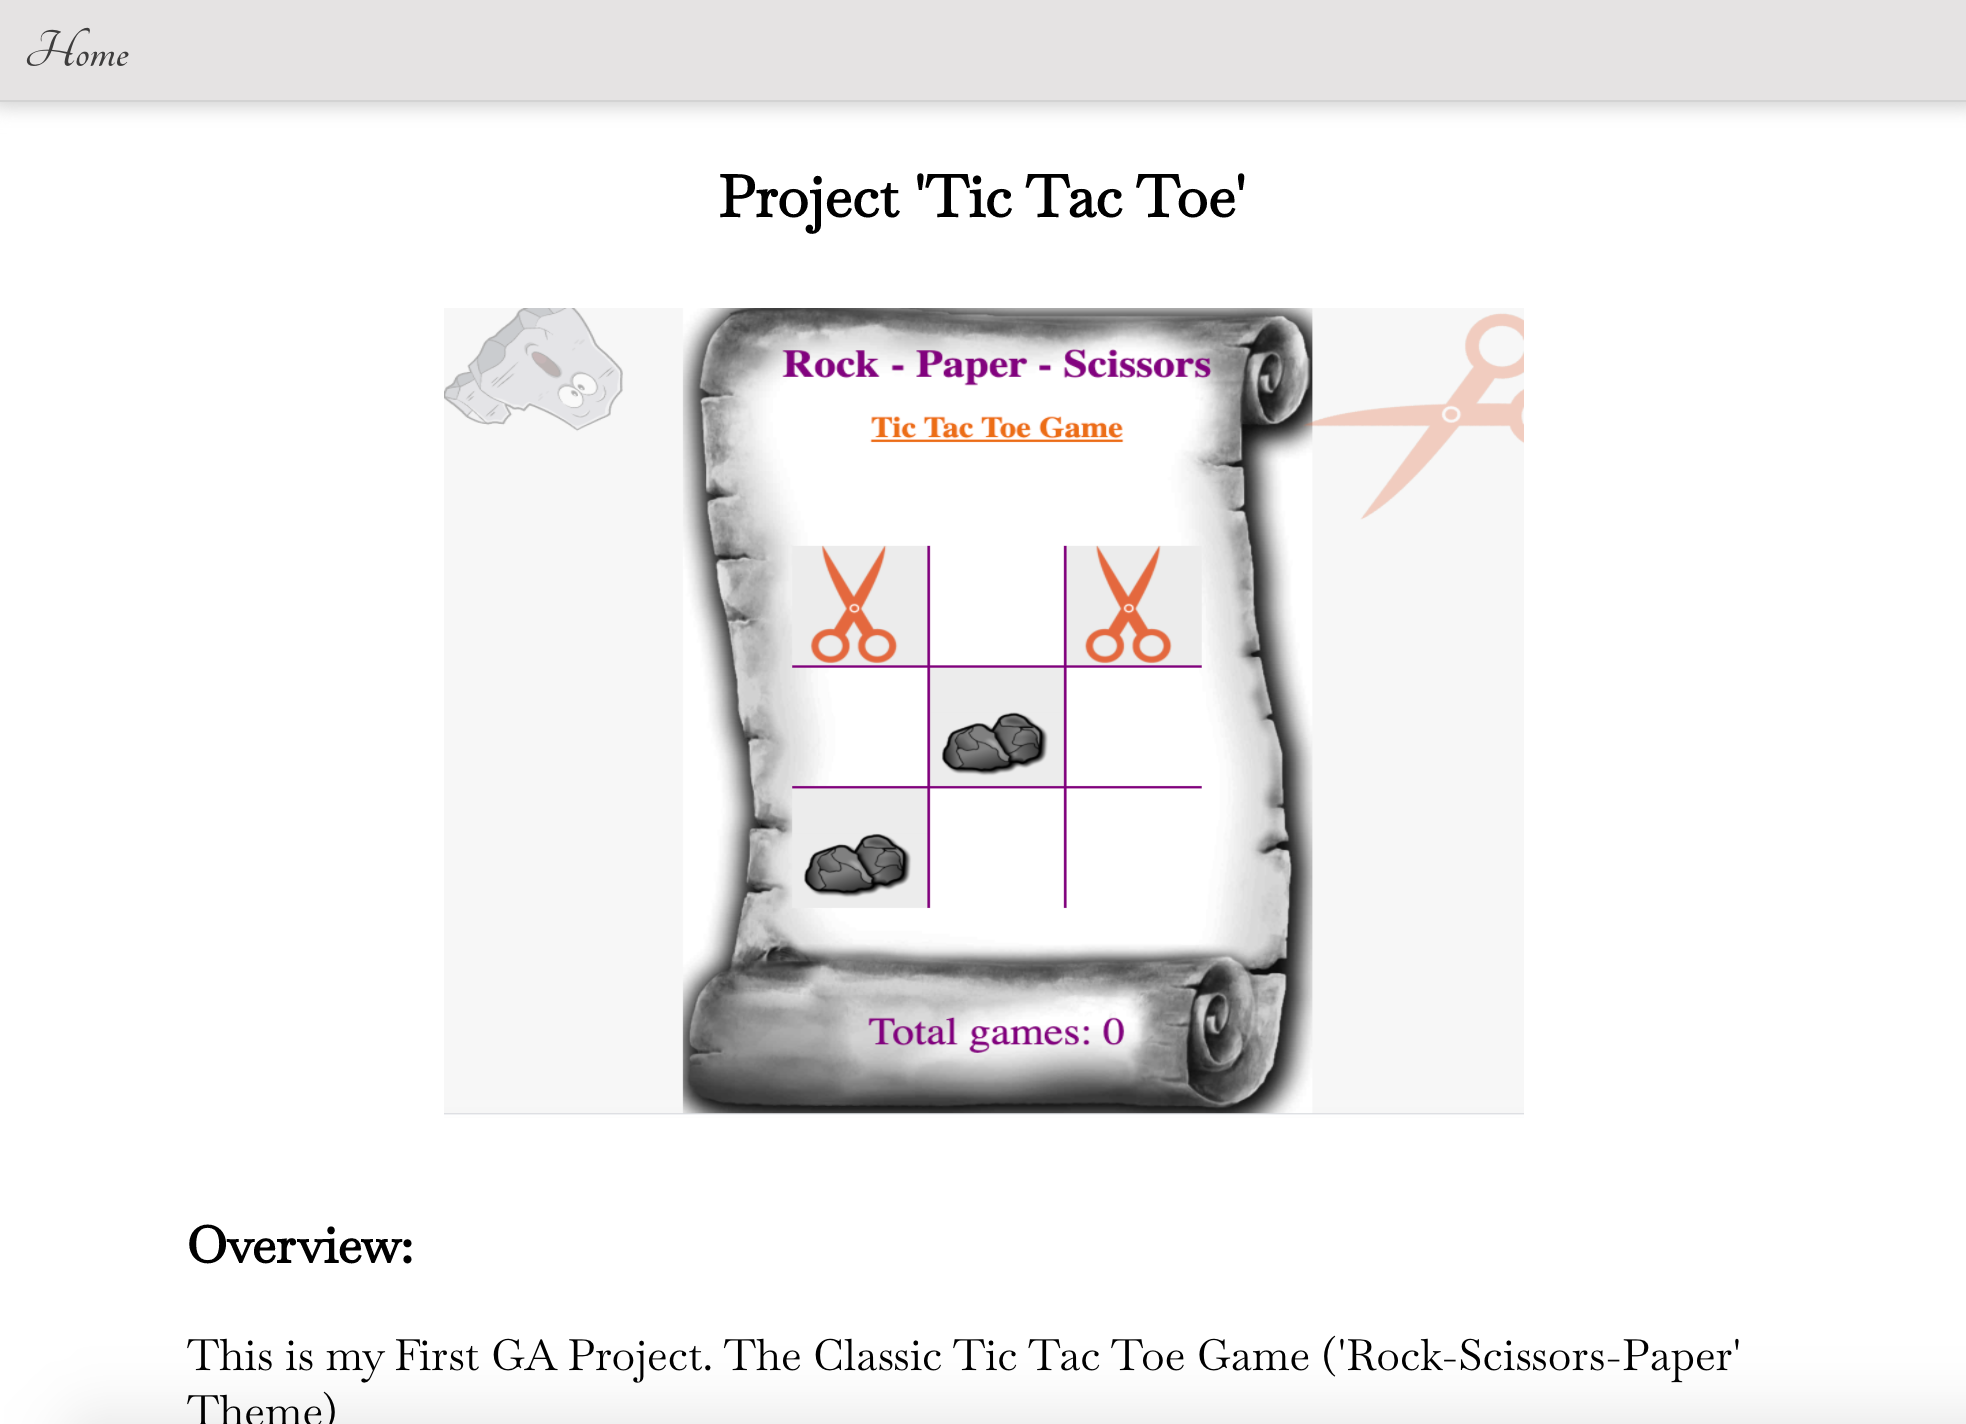 Home
Project 'Tic Tac Toe'
Rock - Paper - Scissors
Tic Tac Toe Game
Total games: 0
Overview:
This is my First GA Project. The Classic Tic Tac Toe Game ('Rock-Scissors-Paper'
Theme)